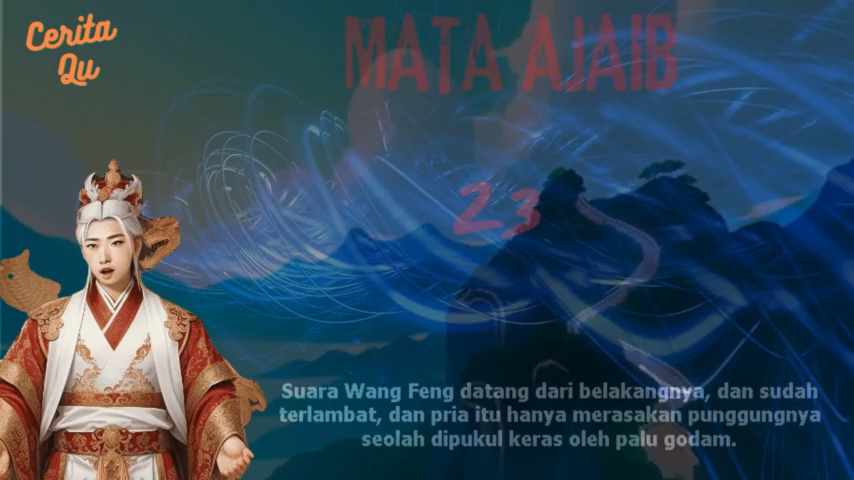 Cerita
Qu
MATA AJAIB
23
Suara Wang Feng datang dari belakangnya, dan sudah
terlambat, dan pria itu hanya merasakan punggungnya
seolah dipukul keras oleh palu godam.